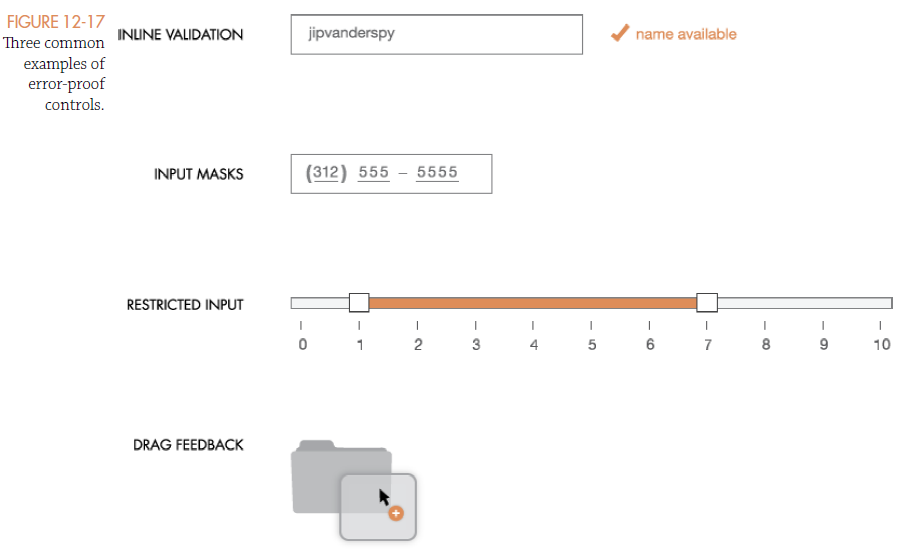 FIGURE 12-17
Three common
examples of
error-proof
controls.
INLINE VALIDATION
jipvanderspy
name available
INPUT MASKS
(312) 555 – 5555
RESTRICTED INPUT
0 1 2 3 4 5 6 7 8 9 10
DRAG FEEDBACK